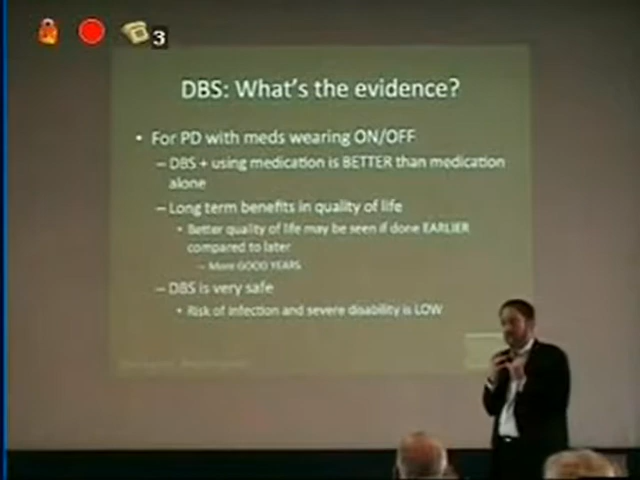 3
DBS: What's the evidence?
• For PD with meds wearing ON/OFF
– DBS + using medication is BETTER than medication
alone
– Long term benefits in quality of life
• Better quality of life may be seen if done EARLIER
compared to later
– More GOOD YEARS
– DBS is very safe
• Risk of infection and severe disability is LOW